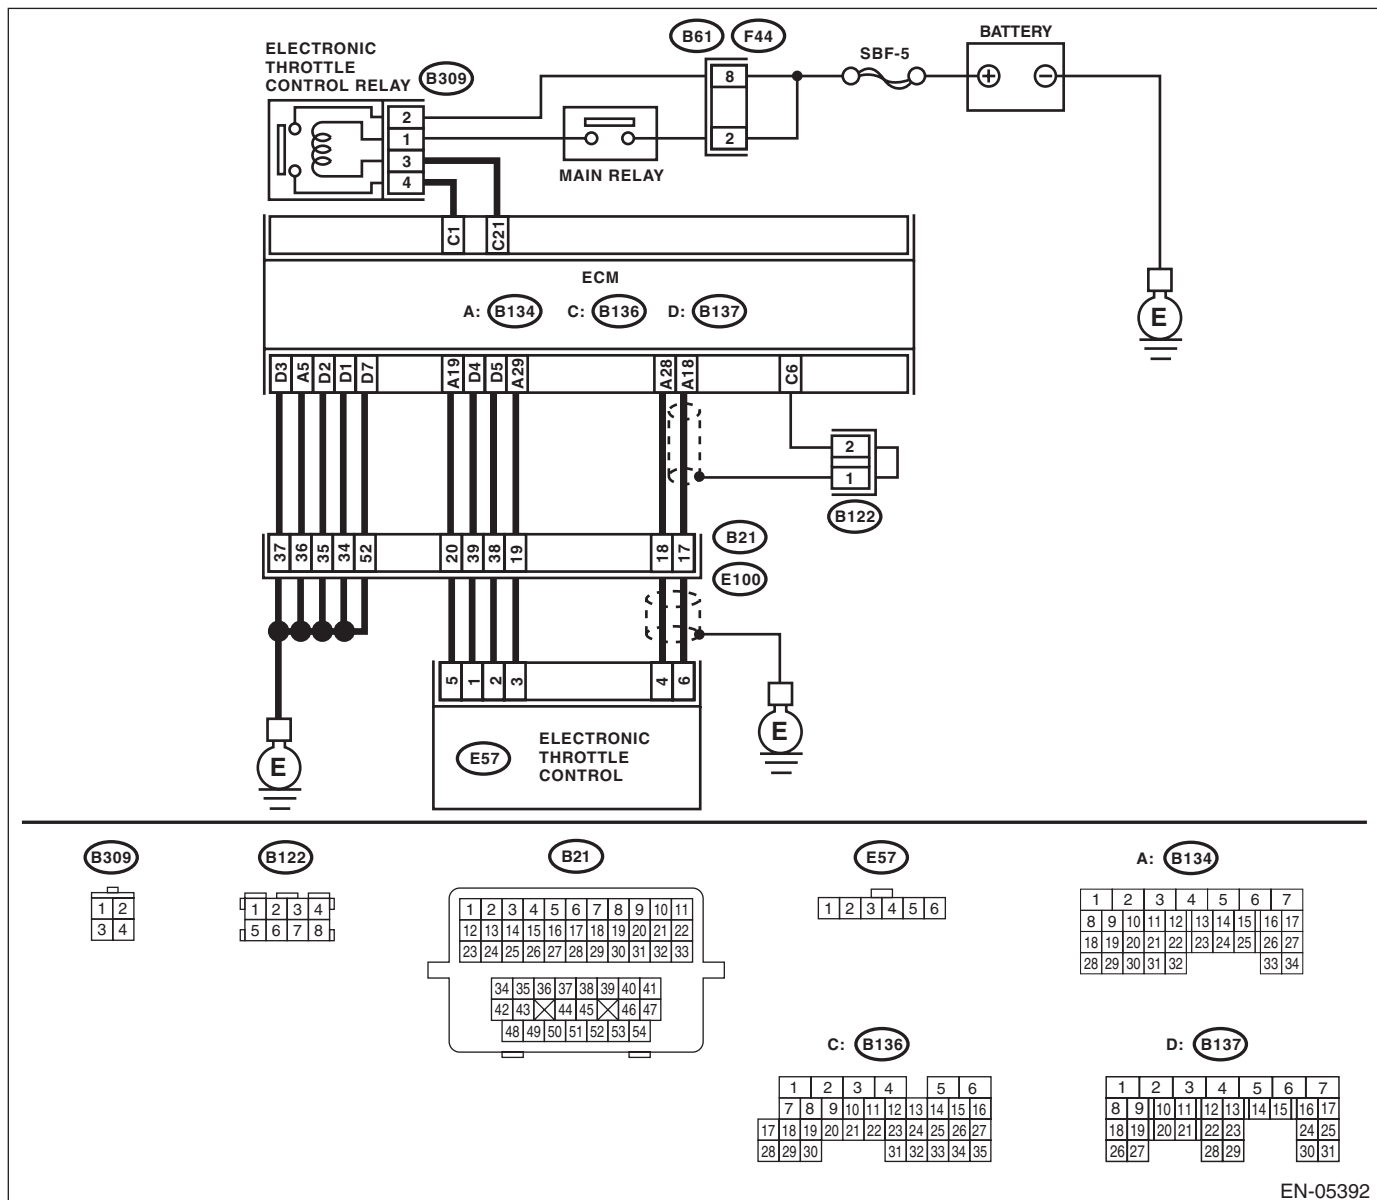 B61 F44
BATTERY
SBF-5
ELECTRONIC
THROTTLE
CONTROL RELAY B309
8
+ −
2
1
3
4
2
MAIN RELAY
C1 C21
ECM
A: B134 C: B136 D: B137
E
D3 A5 D2 D1 D7 A19 D4 D5 A29 A28 A18 C6
2
1
B122
37 36 35 34 52 20 39 38 19 18 17
B21
E100
5 1 2 3 4 6
E57
ELECTRONIC
THROTTLE
CONTROL
E
E
B309
1 2
3 4
B122
1 2 3 4
5 6 7 8
B21
1 2 3 4 5 6 7 8 9 10 11
12 13 14 15 16 17 18 19 20 21 22
23 24 25 26 27 28 29 30 31 32 33
34 35 36 37 38 39 40 41
42 43 44 45 46 47
48 49 50 51 52 53 54
E57
1 2 3 4 5 6
A: B134
1 2 3 4 5 6 7
8 9 10 11 12 13 14 15 16 17
18 19 20 21 22 23 24 25 26 27
28 29 30 31 32 33 34
C: B136
1 2 3 4 5 6
7 8 9 10 11 12 13 14 15 16
17 18 19 20 21 22 23 24 25 26 27
28 29 30 31 32 33 34 35
D: B137
1 2 3 4 5 6 7
8 9 10 11 12 13 14 15 16 17
18 19 20 21 22 23 24 25
26 27 28 29 30 31
EN-05392